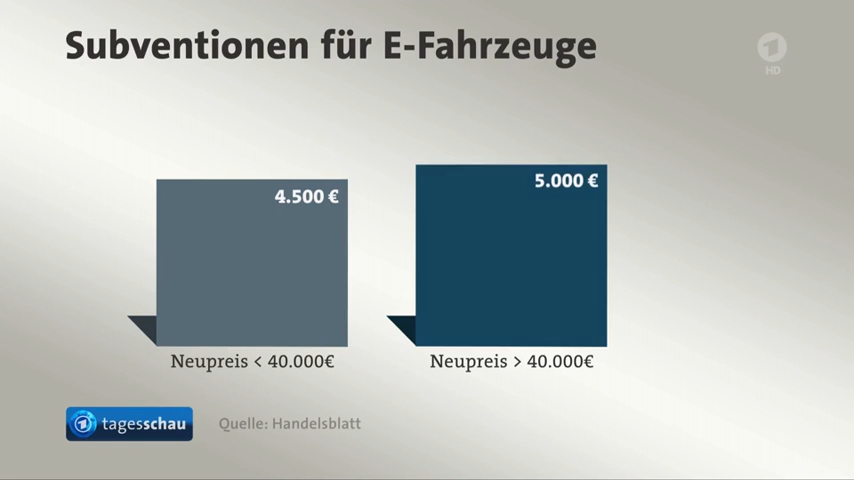 Subventionen für E-Fahrzeuge
1
HD
4.500 €
5.000 €
Neupreis < 40.000€
Neupreis > 40.000€
tagesschau
Quelle: Handelsblatt